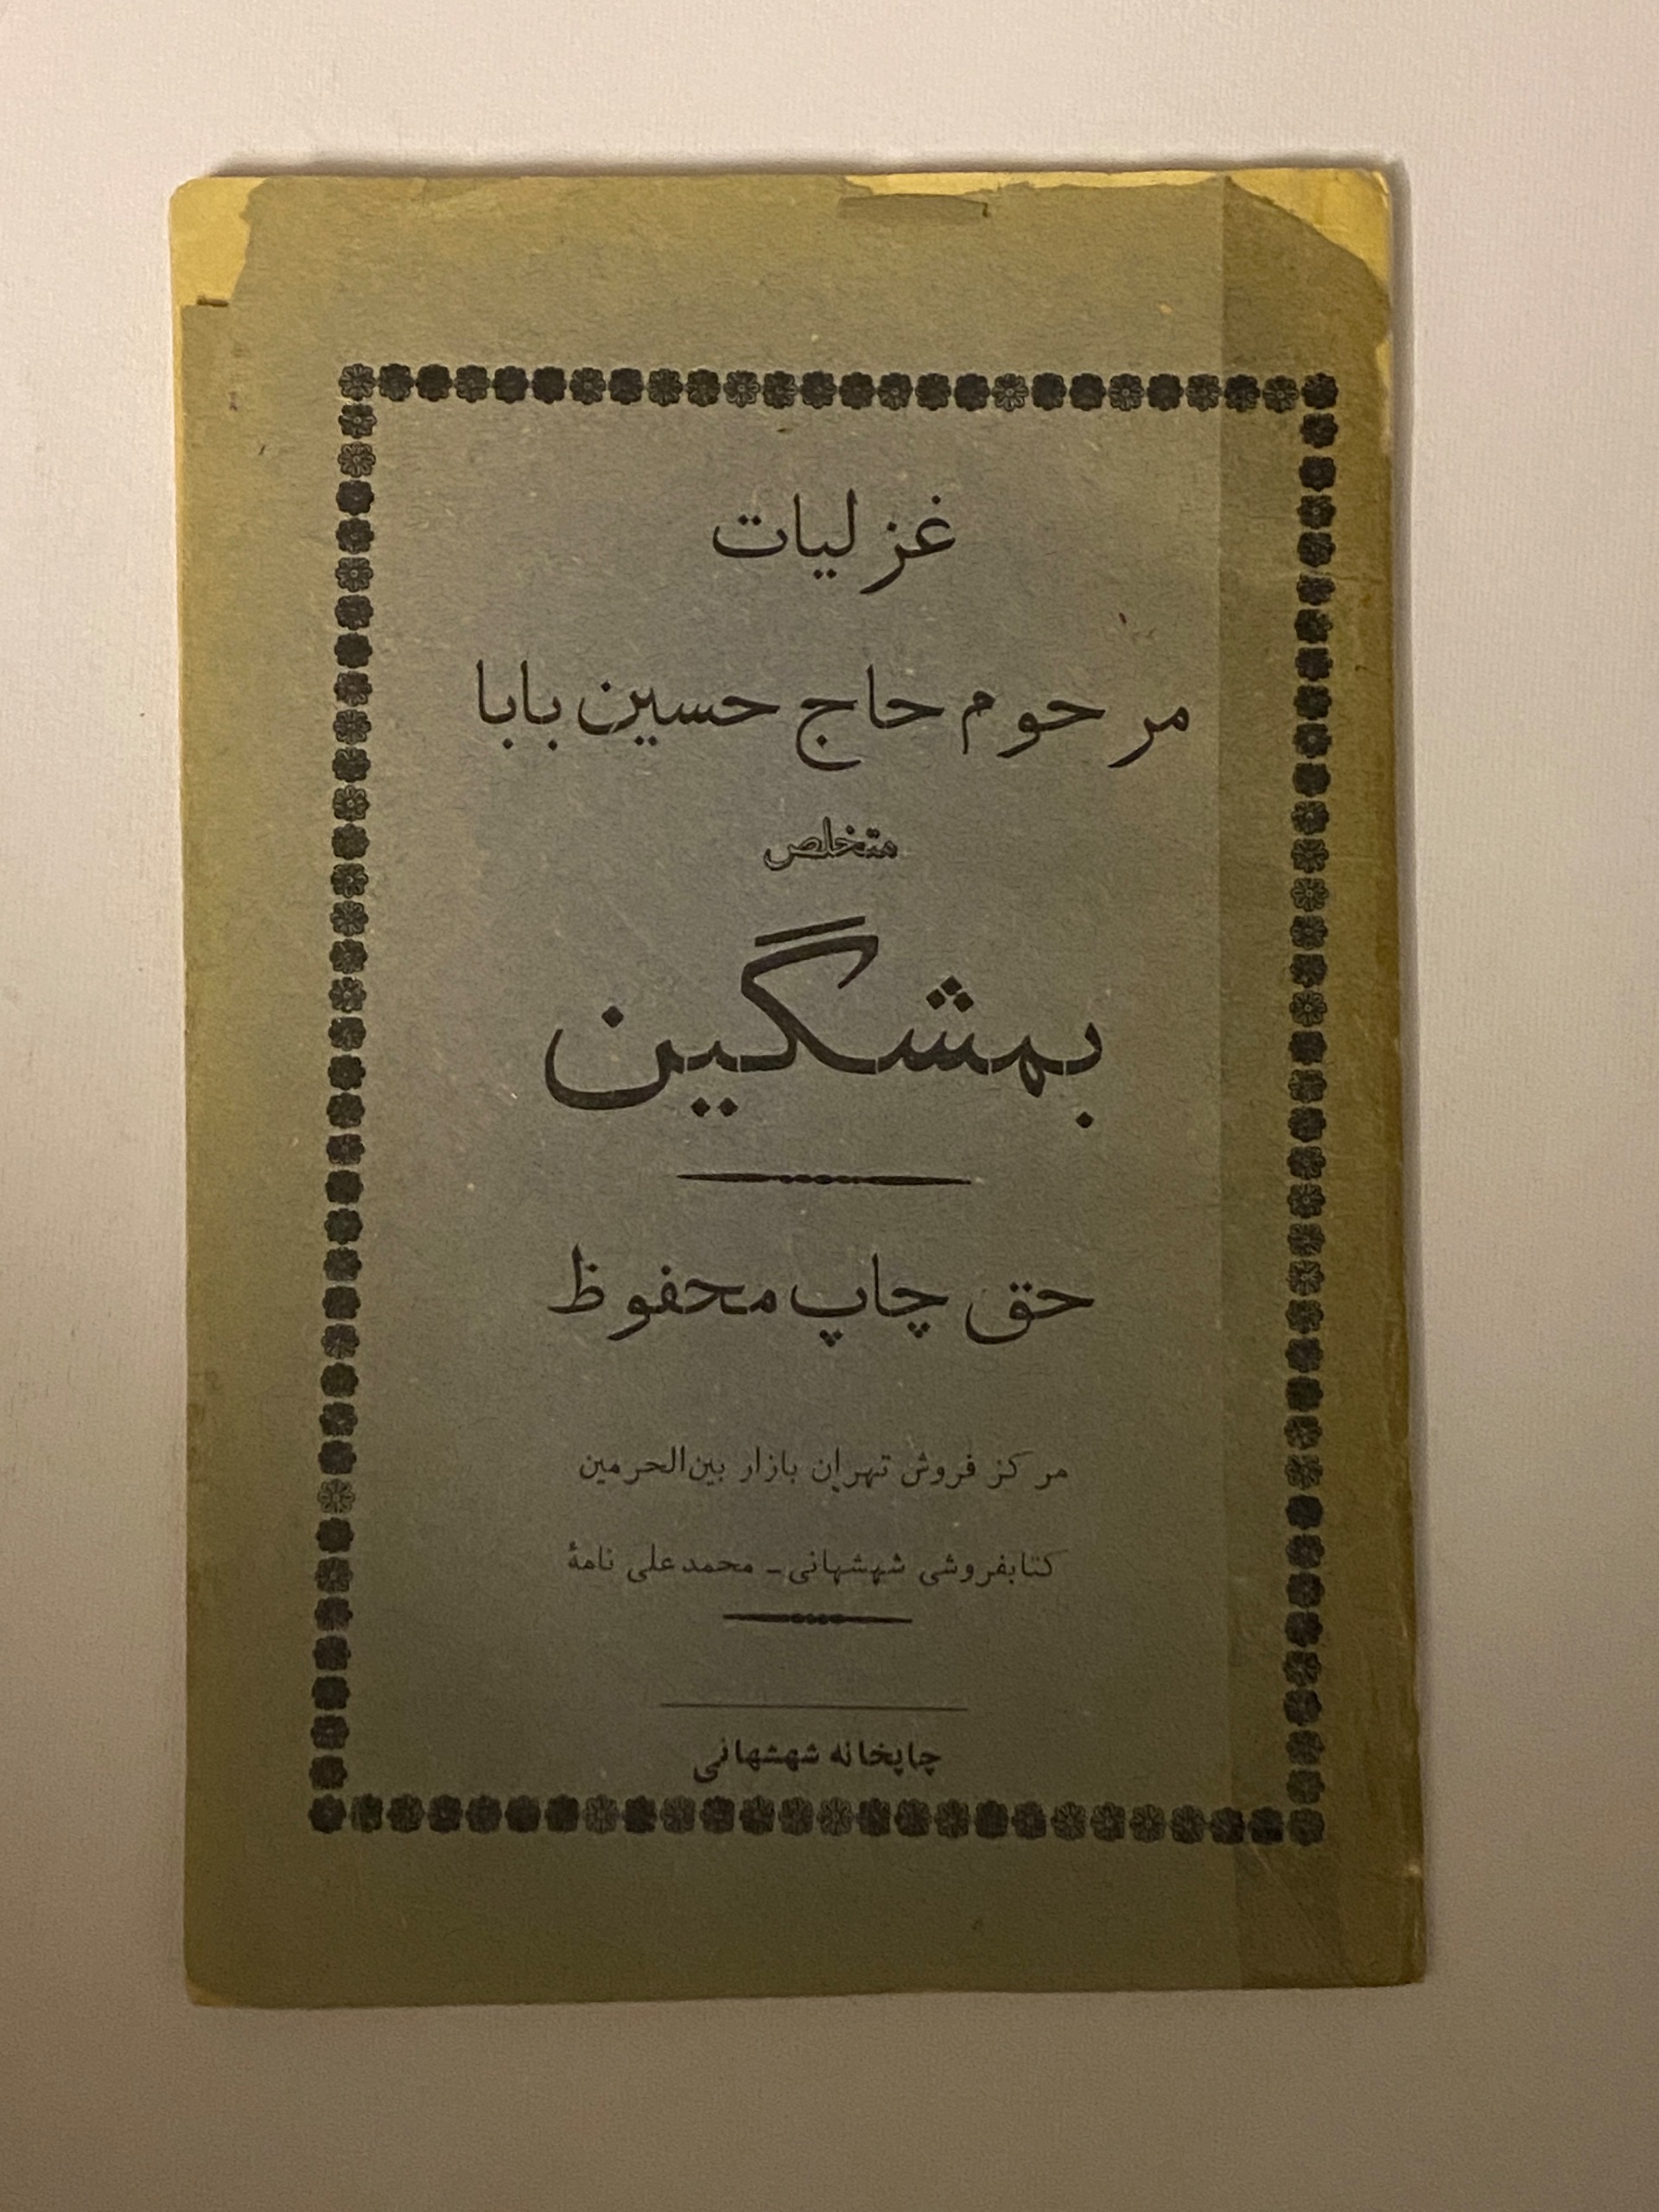 غزلیات
مرحوم حاج حسین بابا
متخلص
بمشگین
حق چاپ محفوظ
مرکز فروش تهران بازار بین‌الحرمین
کتابفروشی شهشهانی ـ محمد علی نامهٔ
چاپخانه شهشهانی